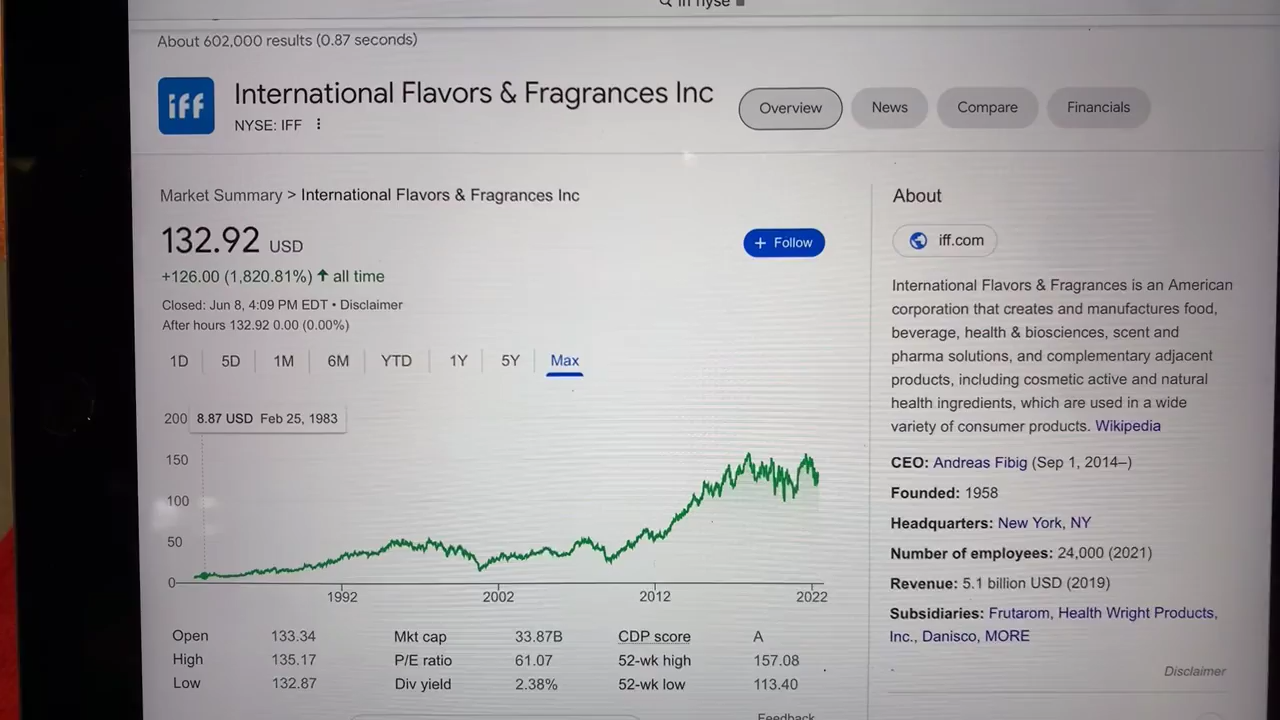 in nyse
About 602,000 results (0.87 seconds)
iff
International Flavors & Fragrances Inc
NYSE: IFF
Overview
News
Compare
Financials
Market Summary > International Flavors & Fragrances Inc
132.92 USD
+ Follow
+126.00 (1,820.81%) ↑ all time
Closed: Jun 8, 4:09 PM EDT • Disclaimer
After hours 132.92 0.00 (0.00%)
1D 5D 1M 6M YTD 1Y 5Y Max
8.87 USD Feb 25, 1983
200
150
100
50
0
1992 2002 2012 2022
Open 133.34 Mkt cap 33.87B CDP score A
High 135.17 P/E ratio 61.07 52-wk high 157.08
Low 132.87 Div yield 2.38% 52-wk low 113.40
Feedback
About
iff.com
International Flavors & Fragrances is an American
corporation that creates and manufactures food,
beverage, health & biosciences, scent and
pharma solutions, and complementary adjacent
products, including cosmetic active and natural
health ingredients, which are used in a wide
variety of consumer products. Wikipedia
CEO: Andreas Fibig (Sep 1, 2014–)
Founded: 1958
Headquarters: New York, NY
Number of employees: 24,000 (2021)
Revenue: 5.1 billion USD (2019)
Subsidiaries: Frutarom, Health Wright Products,
Inc., Danisco, MORE
Disclaimer